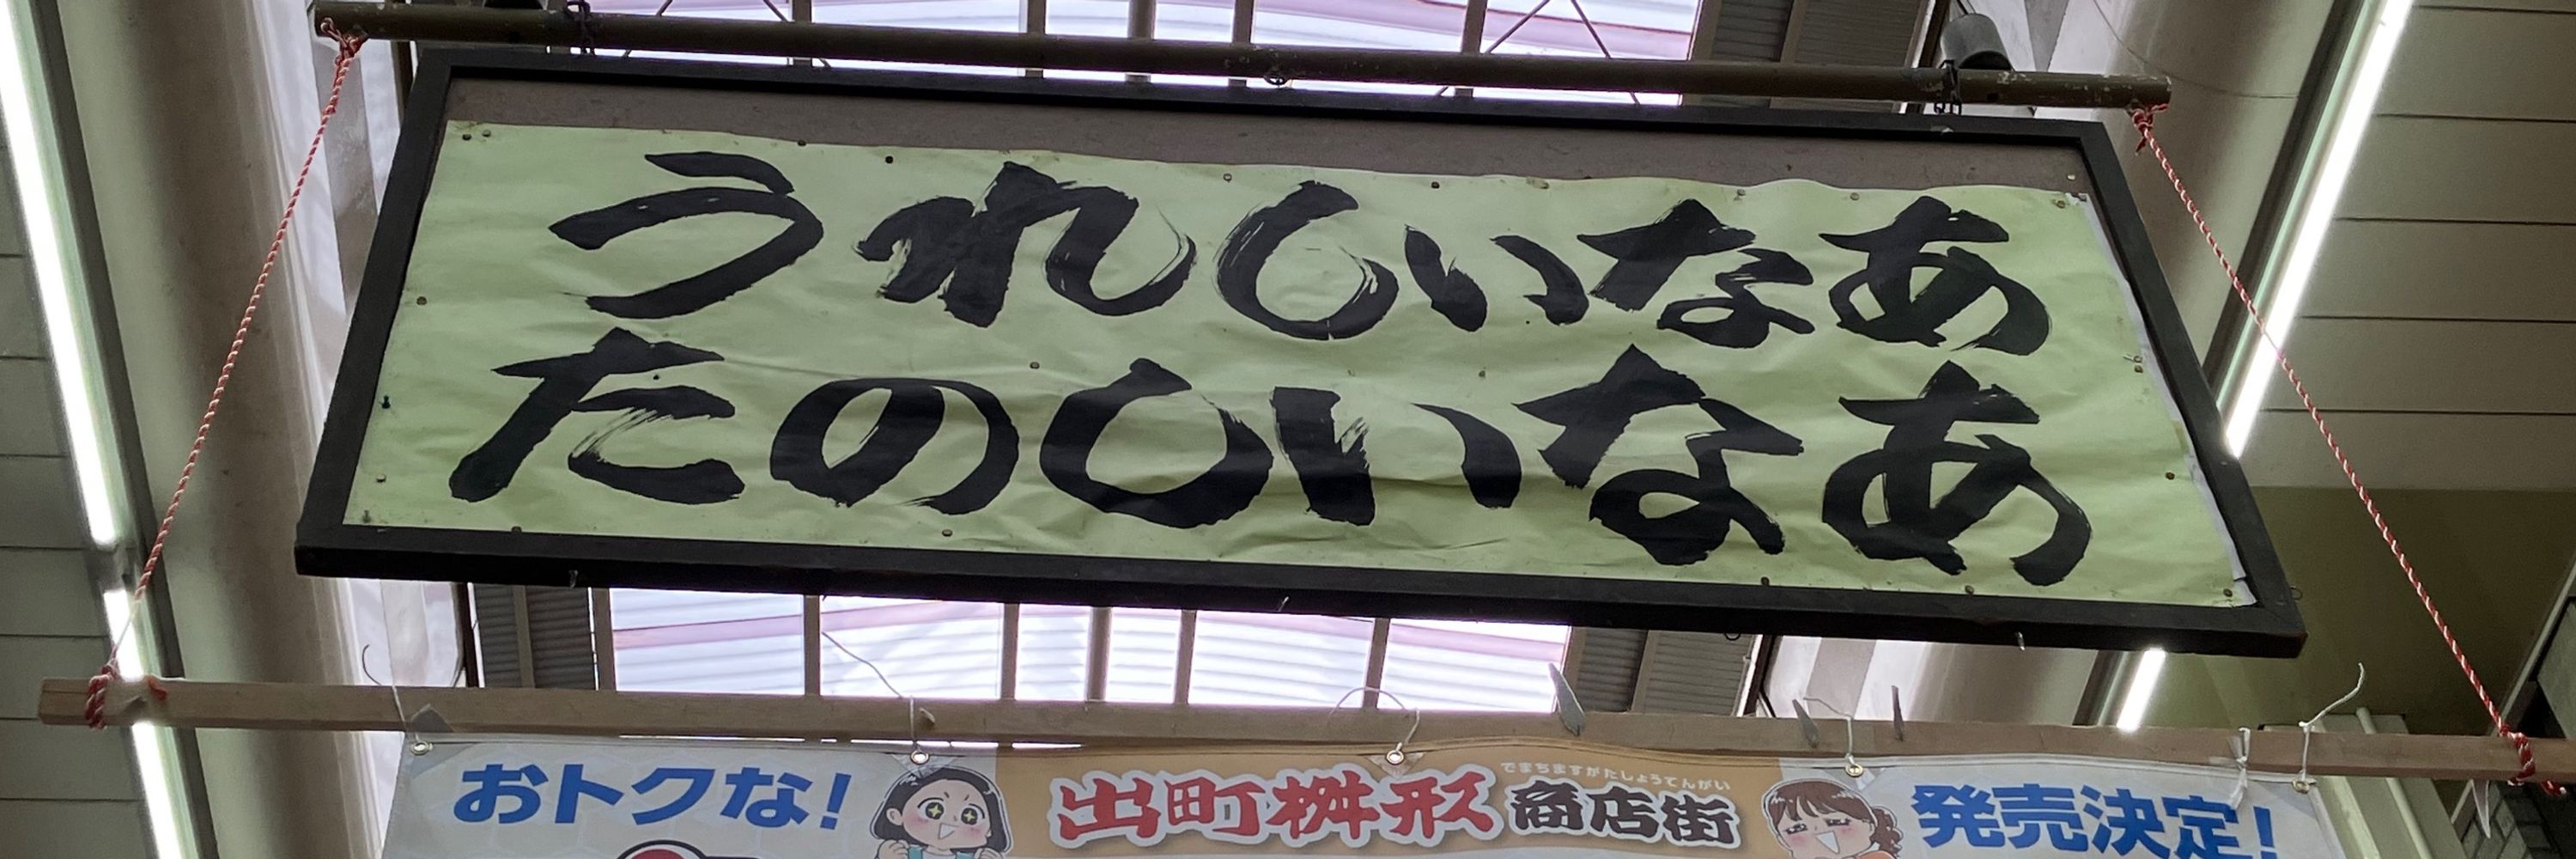 うれしいなあ
たのしいなあ
おトクな!
でまちますがたしょうてんがい
出町桝形商店街
発売決定!